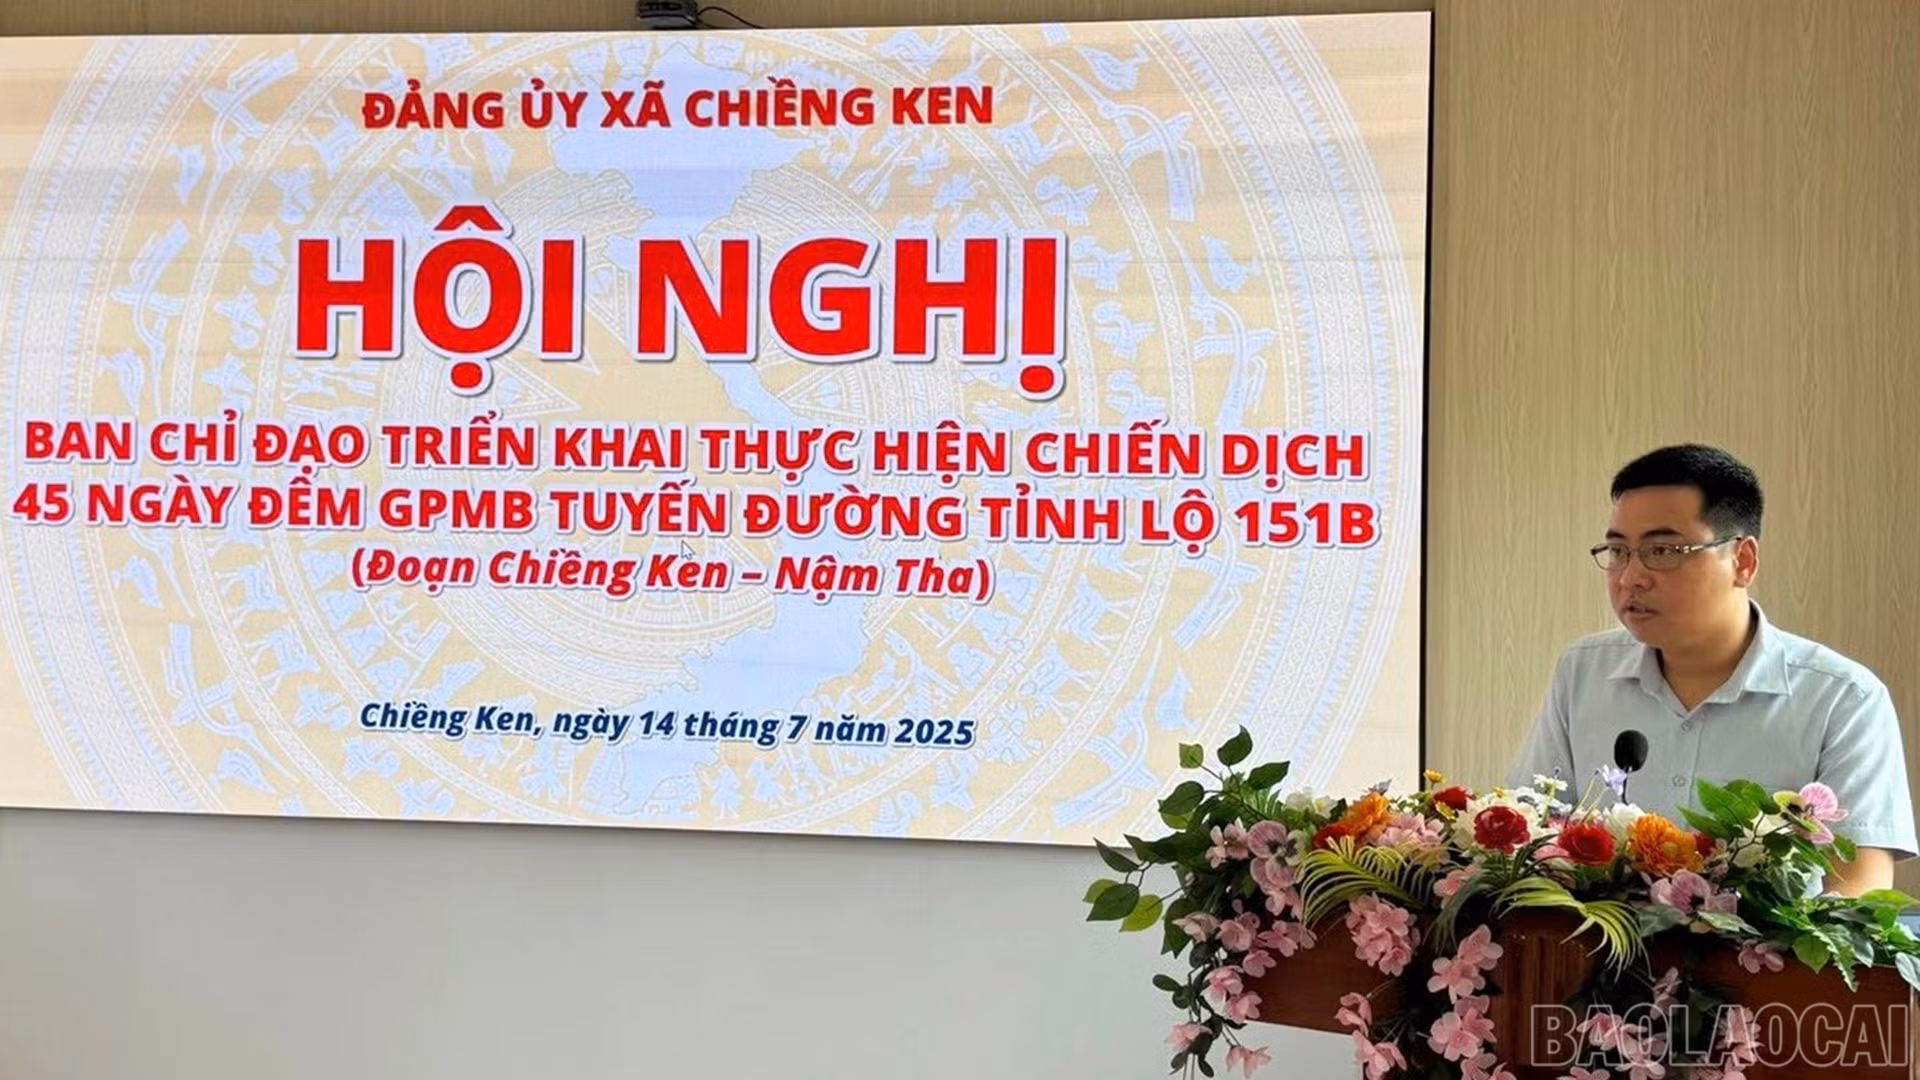 ĐẢNG ỦY XÃ CHIỀNG KEN
HỘI NGHỊ
BAN CHỈ ĐẠO TRIỂN KHAI THỰC HIỆN CHIẾN DỊCH
45 NGÀY ĐÊM GPMB TUYẾN ĐƯỜNG TỈNH LỘ 151B
(Đoạn Chiềng Ken – Nậm Tha)
Chiềng Ken, ngày 14 tháng 7 năm 2025
BAOLAOCAI